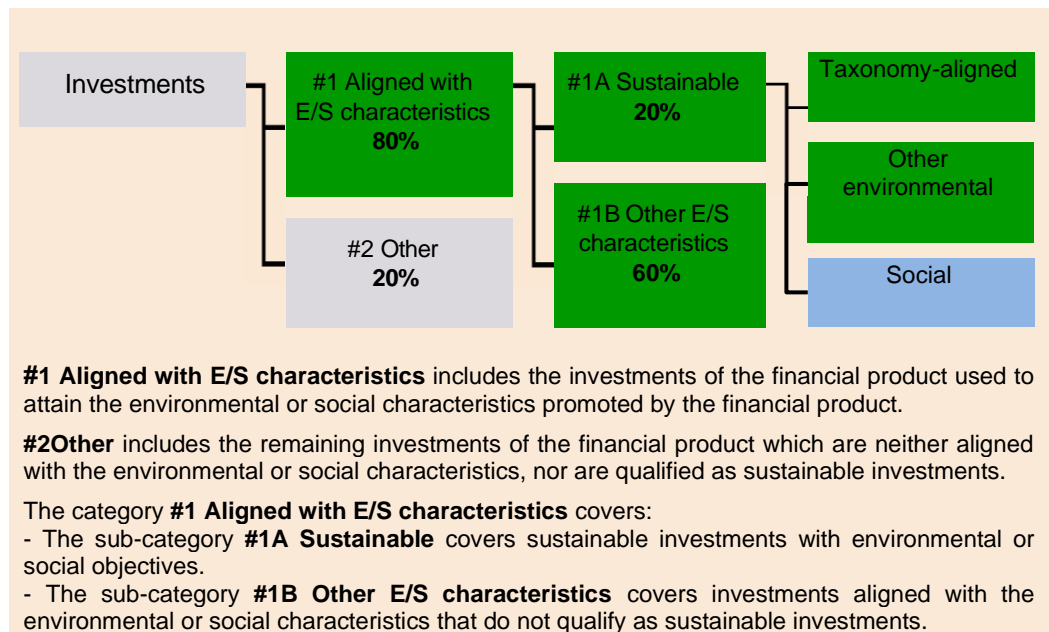 Investments
#1 Aligned with
E/S characteristics
80%
#2 Other
20%
#1A Sustainable
20%
#1B Other E/S
characteristics
60%
Taxonomy-aligned
Other
environmental
Social
#1 Aligned with E/S characteristics includes the investments of the financial product used to
attain the environmental or social characteristics promoted by the financial product.
#2Other includes the remaining investments of the financial product which are neither aligned
with the environmental or social characteristics, nor are qualified as sustainable investments.
The category #1 Aligned with E/S characteristics covers:
- The sub-category #1A Sustainable covers sustainable investments with environmental or
social objectives.
- The sub-category #1B Other E/S characteristics covers investments aligned with the
environmental or social characteristics that do not qualify as sustainable investments.